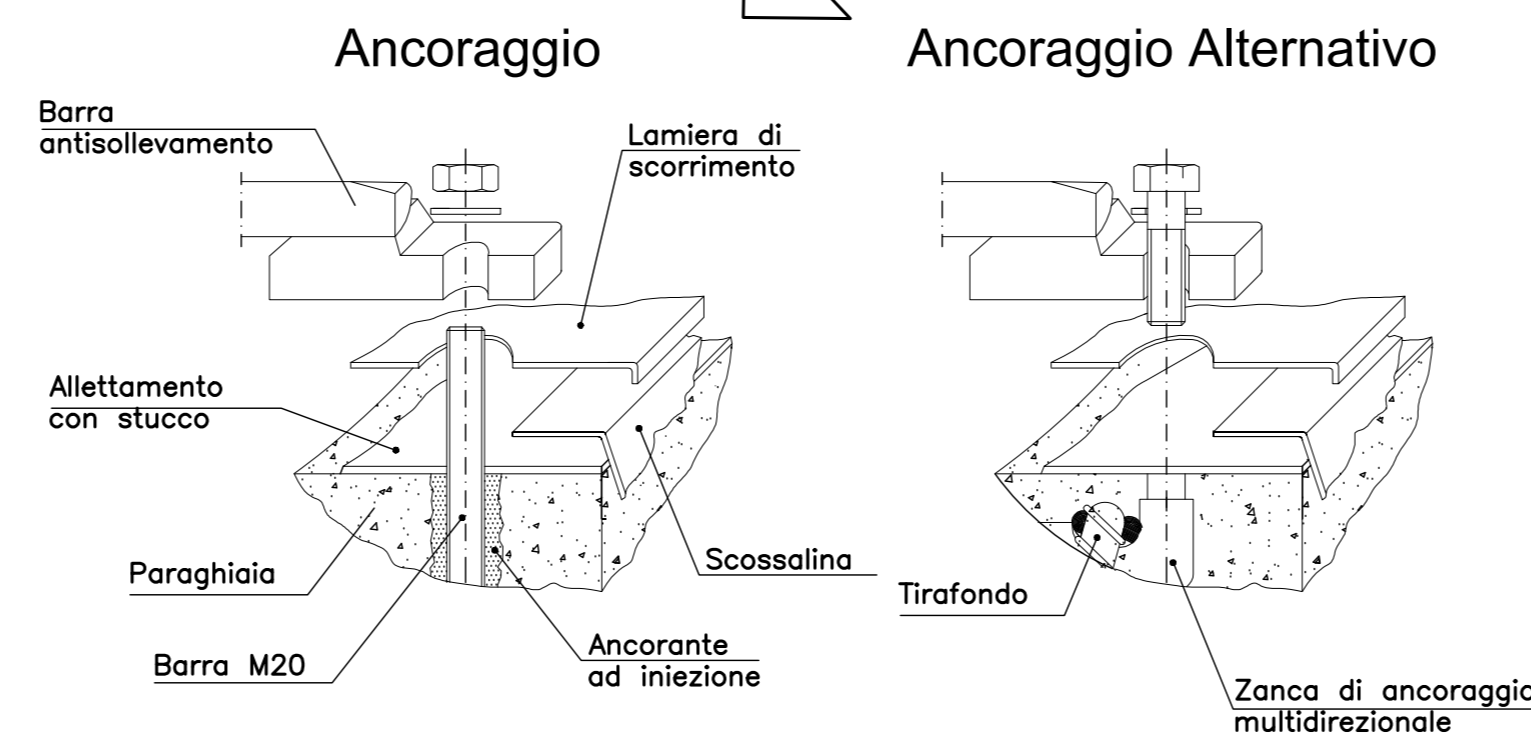 Ancoraggio
Ancoraggio Alternativo
Barra
antisollevamento
Lamiera di
scorrimento
Allettamento
con stucco
Paraghiaia
Scossalina
Tirafondo
Barra M20
Ancorante
ad iniezione
Zanca di ancoraggio
multidirezionale